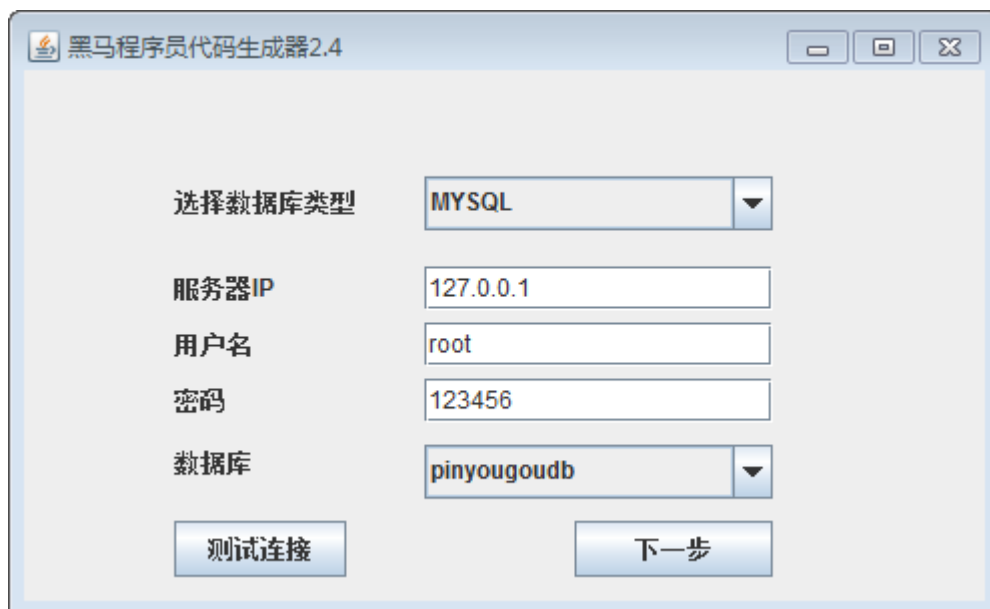 黑马程序员代码生成器2.4
选择数据库类型 MYSQL
服务器IP 127.0.0.1
用户名 root
密码 123456
数据库 pinyougoudb
测试连接 下一步